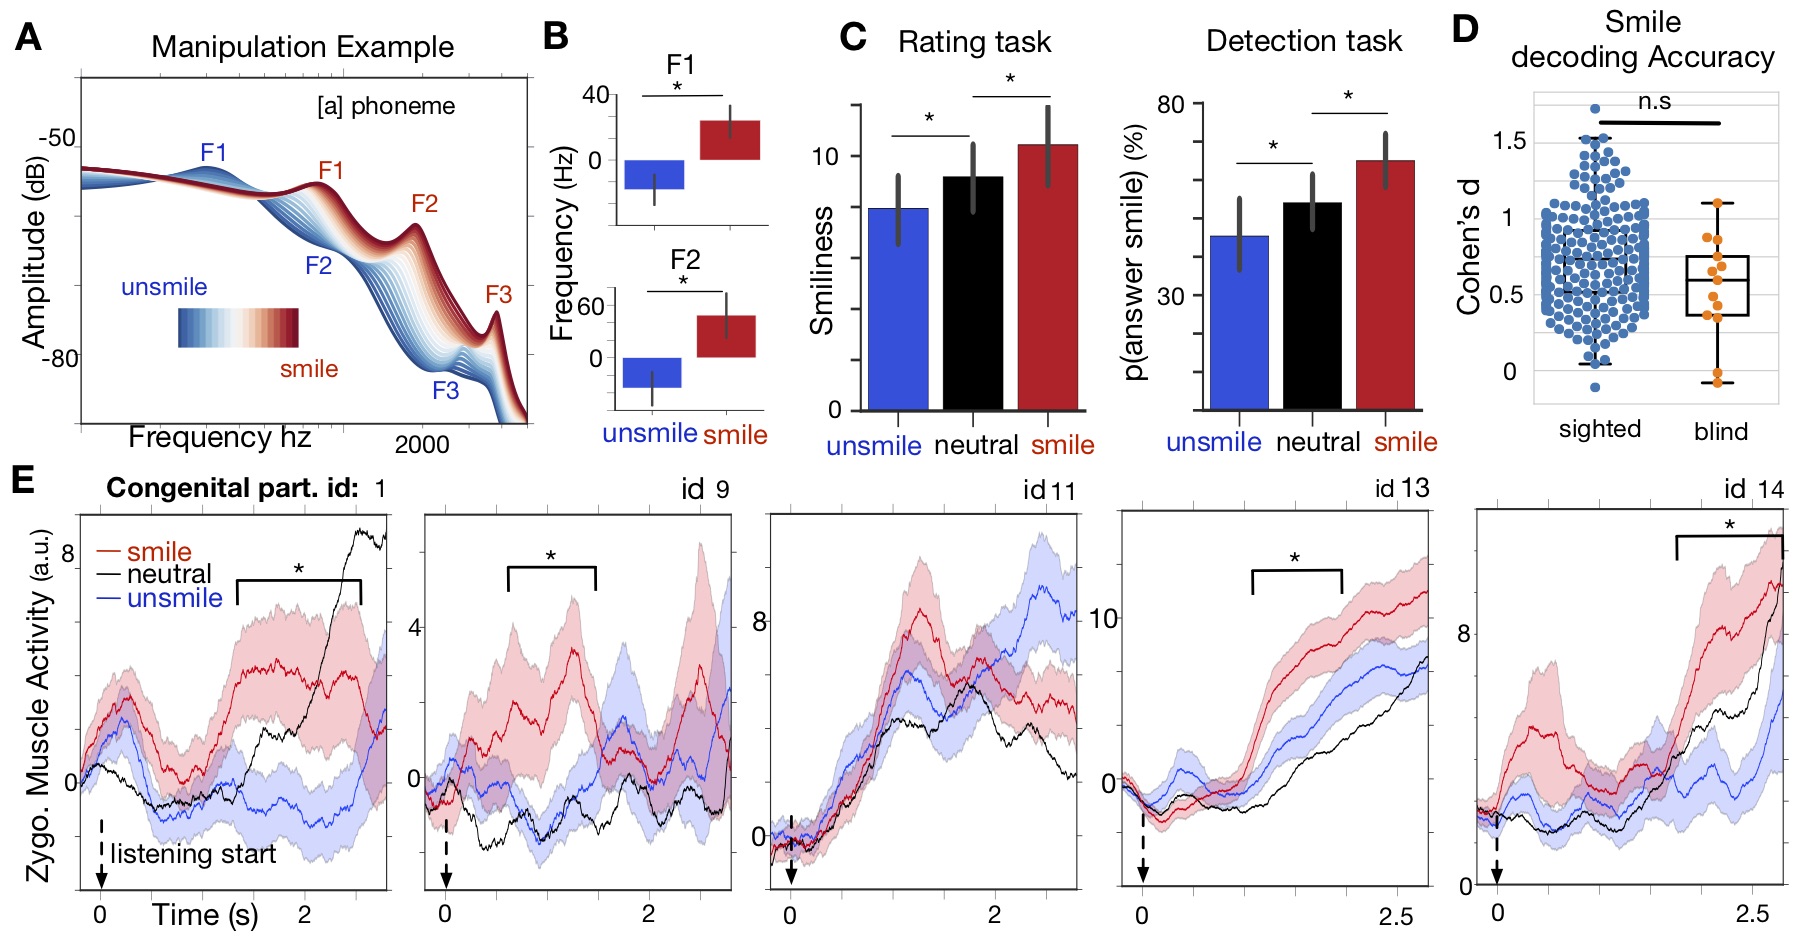 A
Manipulation Example
[a] phoneme
-50
-80
Amplitude (dB)
F1
F1
F2
F2
F3
F3
unsmile
smile
Frequency hz
2000
B
F1
*
40
0
Frequency (Hz)
F2
*
60
0
unsmile smile
C
Rating task
*
*
10
0
Smiliness
unsmile neutral smile
Detection task
*
*
80
30
p(answer smile) (%)
unsmile neutral smile
D
Smile
decoding Accuracy
n.s
1.5
1
0.5
0
Cohen's d
sighted
blind
E
Congenital part. id: 1
8
0
Zygo. Muscle Activity (a.u.)
smile
neutral
unsmile
*
listening start
0
2
Time (s)
id 9
*
4
0
0
2
id 11
8
0
0
2
id 13
*
10
0
0
2.5
id 14
*
8
0
0
2.5